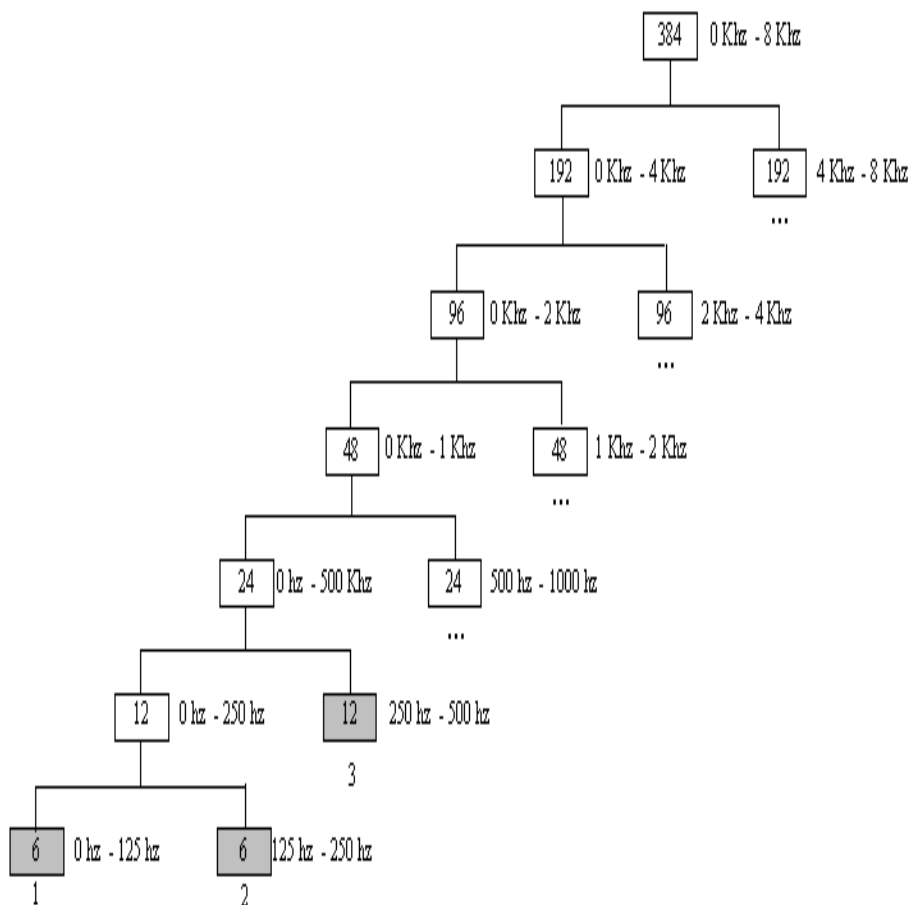 384 0 Khz - 8 Khz
192 0 Khz - 4 Khz 192 4 Khz - 8 Khz
...
96 0 Khz - 2 Khz 96 2 Khz - 4 Khz
...
48 0 Khz - 1 Khz 48 1 Khz - 2 Khz
...
24 0 hz - 500 Khz 24 500 hz - 1000 hz
...
12 0 hz - 250 hz 12 250 hz - 500 hz
3
6 0 hz - 125 hz 6 125 hz - 250 hz
1 2